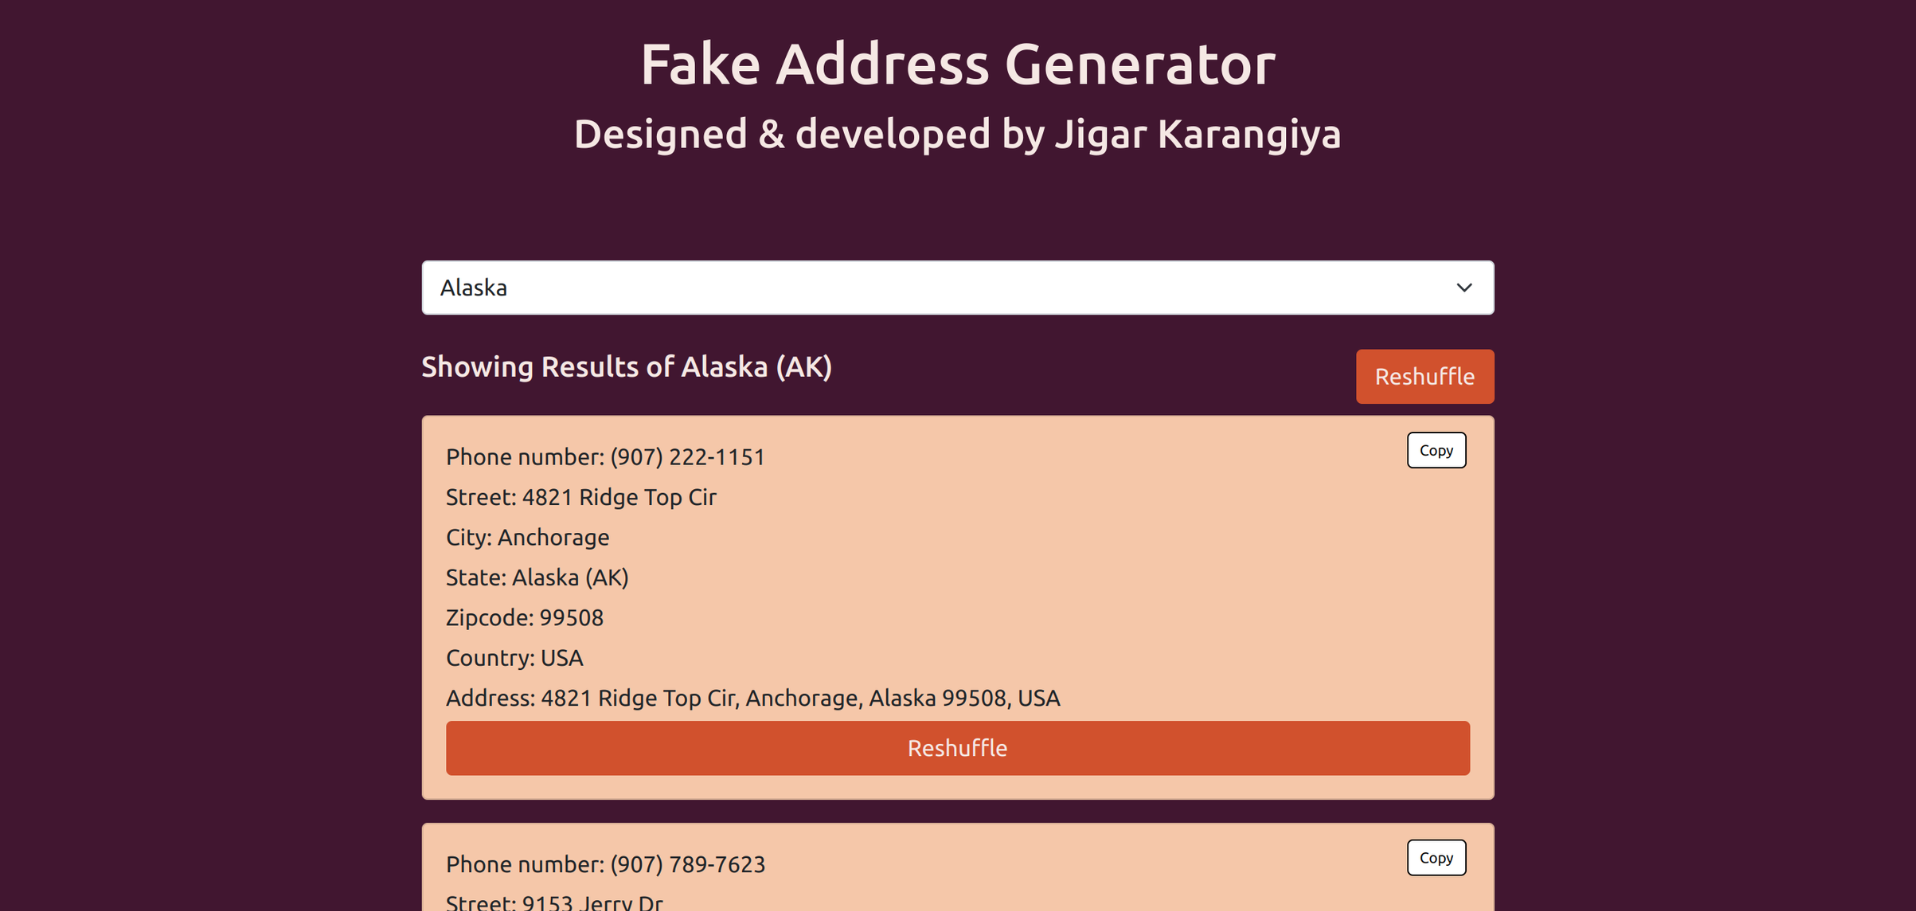 Fake Address Generator
Designed & developed by Jigar Karangiya
Alaska
Showing Results of Alaska (AK)
Reshuffle
Phone number: (907) 222-1151
Copy
Street: 4821 Ridge Top Cir
City: Anchorage
State: Alaska (AK)
Zipcode: 99508
Country: USA
Address: 4821 Ridge Top Cir, Anchorage, Alaska 99508, USA
Reshuffle
Phone number: (907) 789-7623
Copy
Street: 9153 Jerry Dr